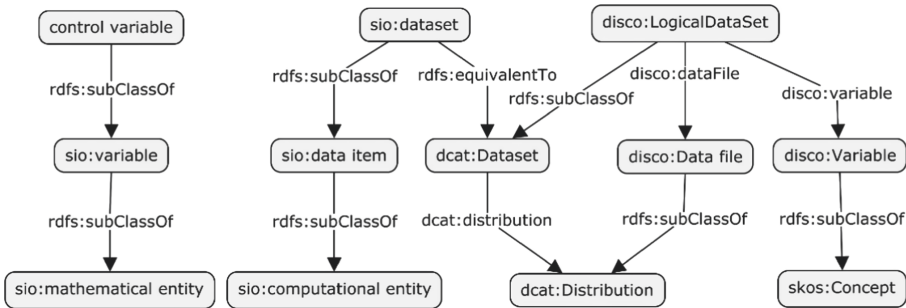 control variable
sio:dataset
disco:LogicalDataSet
rdfs:subClassOf
rdfs:subClassOf
rdfs:equivalentTo
disco:dataFile
rdfs:subClassOf
disco:variable
sio:variable
sio:data item
dcat:Dataset
disco:Data file
disco:Variable
rdfs:subClassOf
rdfs:subClassOf
dcat:distribution
rdfs:subClassOf
rdfs:subClassOf
sio:mathematical entity
sio:computational entity
dcat:Distribution
skos:Concept